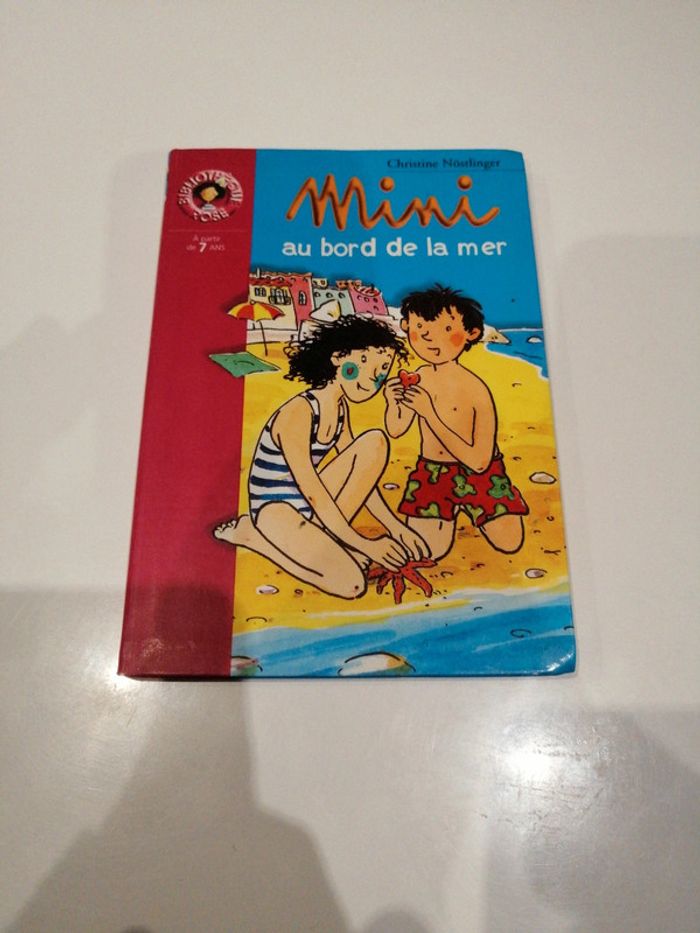 Christine Nöstlinger
BIBLIOTHÈQUE
ROSE
À partir
de 7 ANS
Mini
au bord de la mer